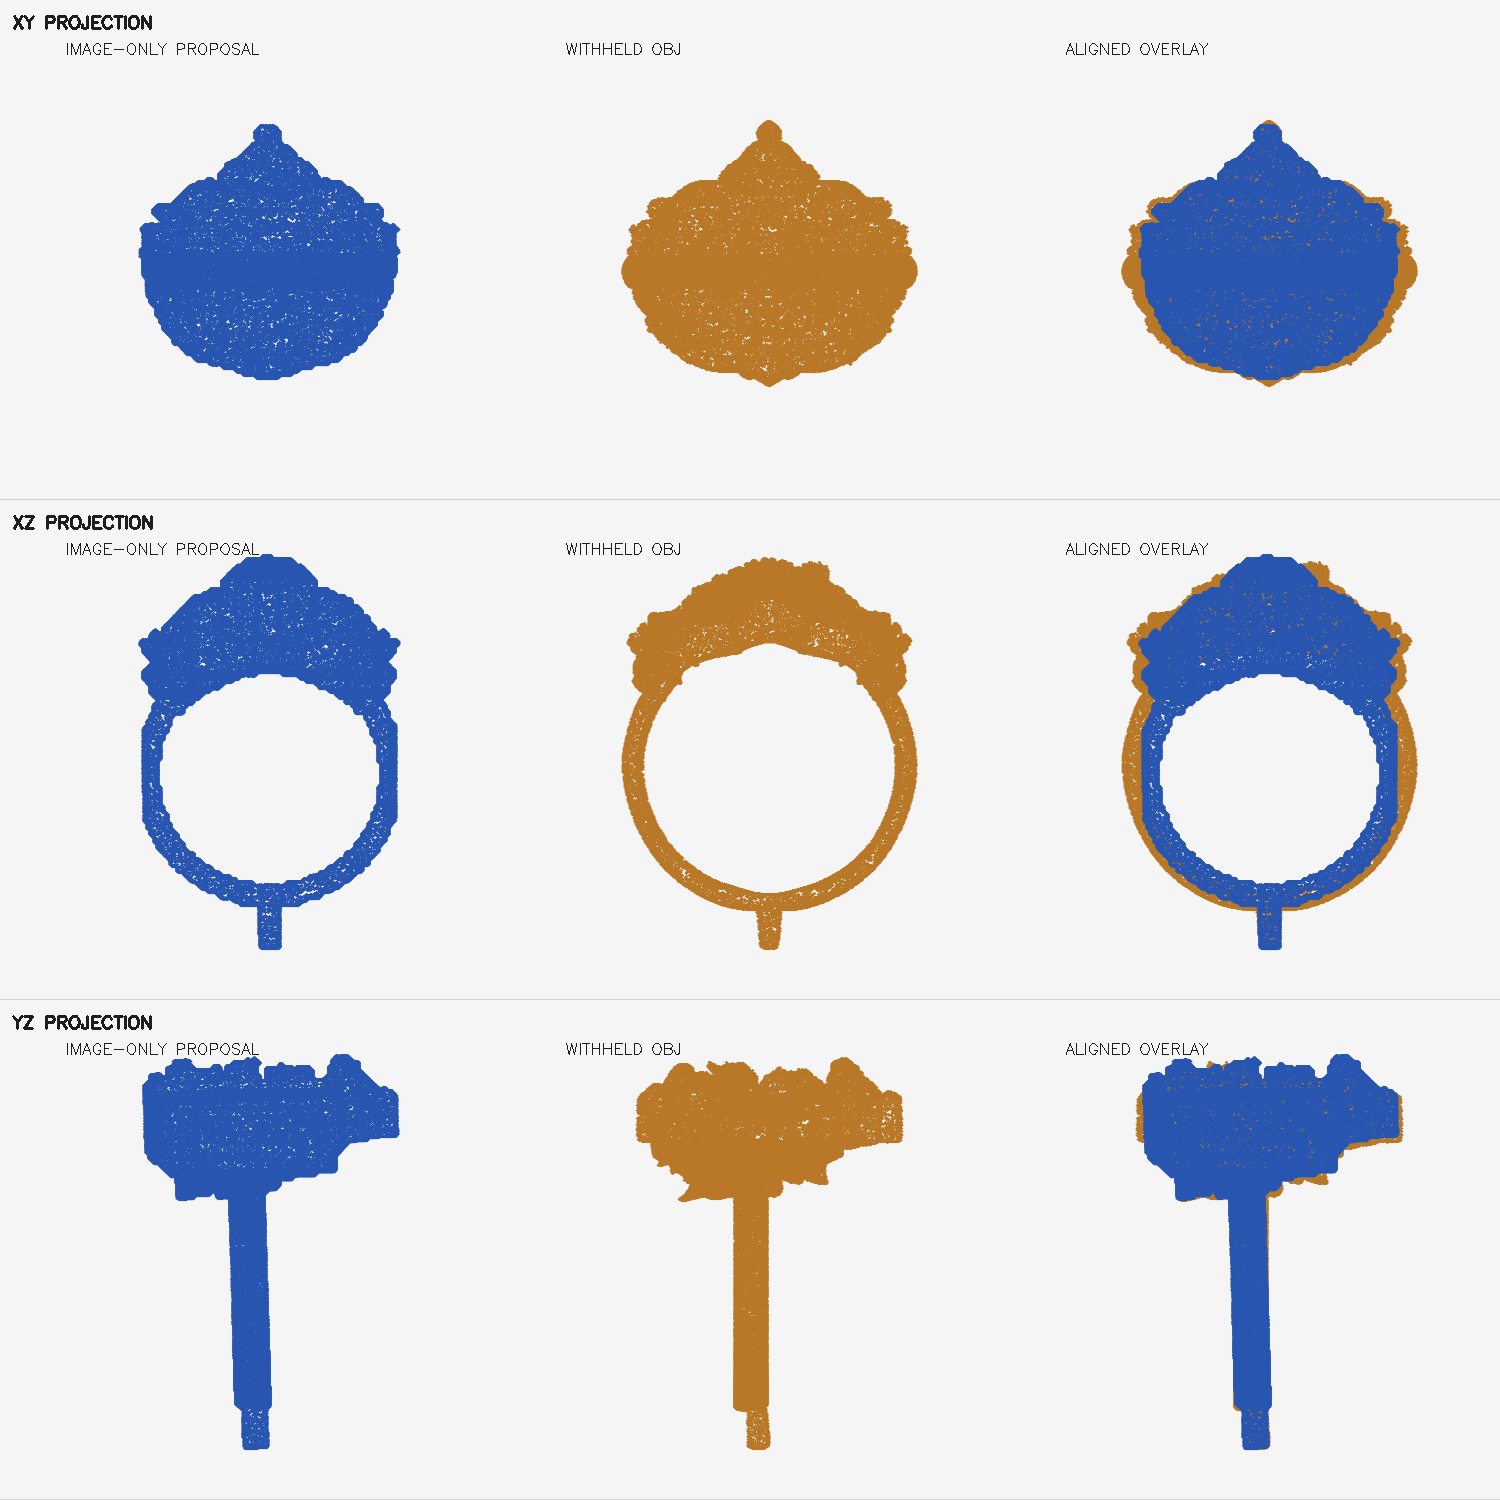 XY PROJECTION
IMAGE-ONLY PROPOSAL
WITHHELD OBJ
ALIGNED OVERLAY
XZ PROJECTION
IMAGE-ONLY PROPOSAL
WITHHELD OBJ
ALIGNED OVERLAY
YZ PROJECTION
IMAGE-ONLY PROPOSAL
WITHHELD OBJ
ALIGNED OVERLAY